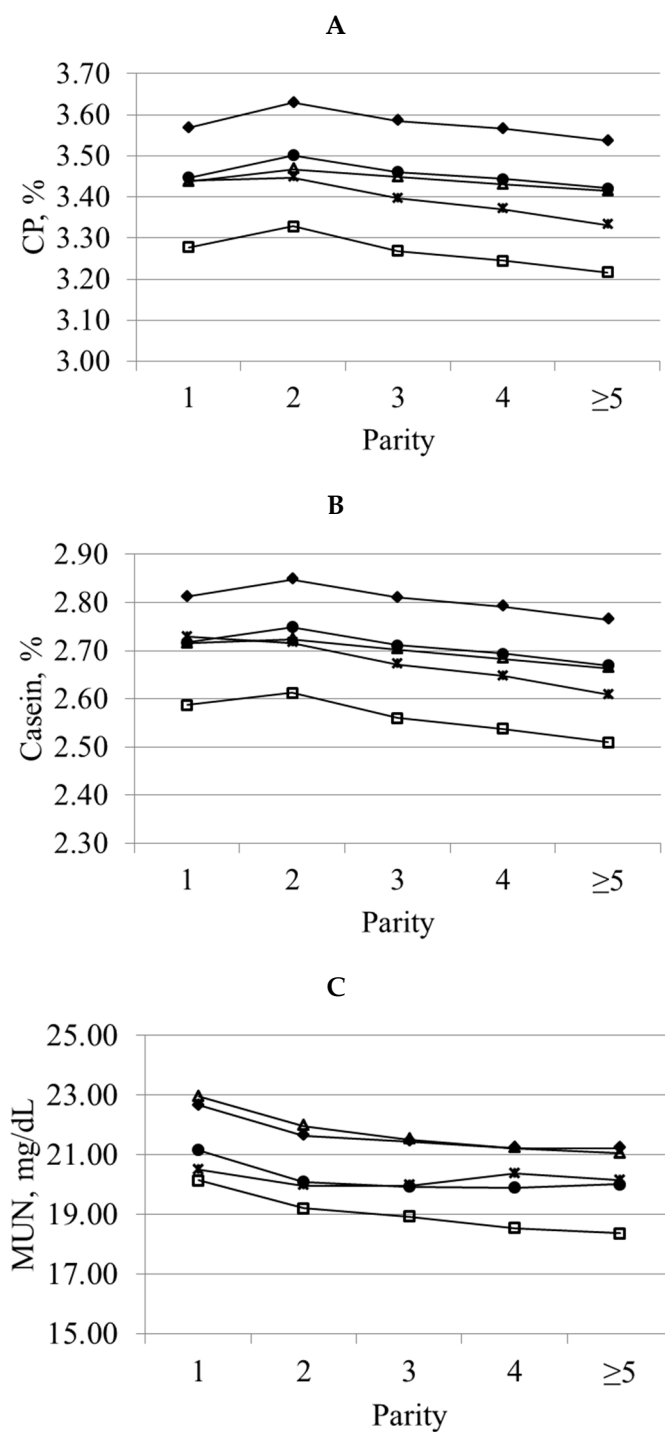 A
3.70
3.60
3.50
3.40
3.30
3.20
3.10
3.00
CP, %
1 2 3 4 ≥5
Parity
B
2.90
2.80
2.70
2.60
2.50
2.40
2.30
Casein, %
1 2 3 4 ≥5
Parity
C
25.00
23.00
21.00
19.00
17.00
15.00
MUN, mg/dL
1 2 3 4 ≥5
Parity